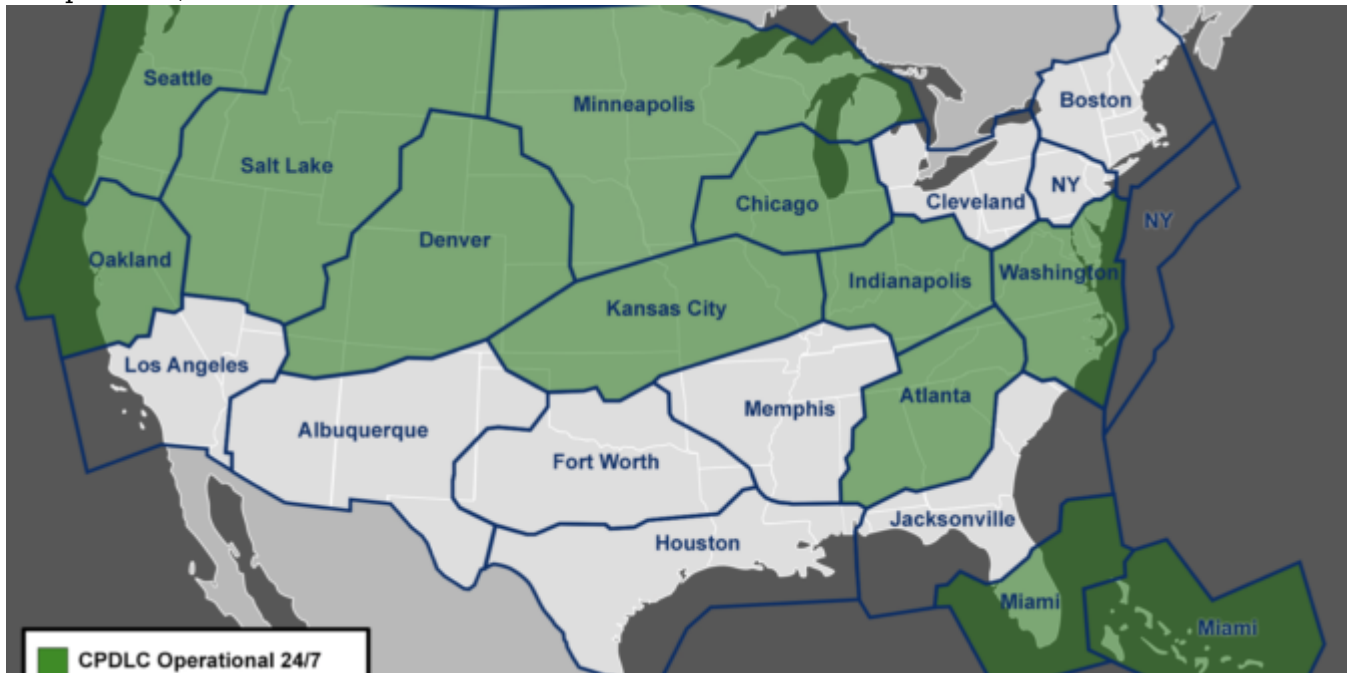 Seattle
Minneapolis
Boston
Salt Lake
NY
Chicago
Cleveland
NY
Denver
Oakland
Washington
Indianapolis
Kansas City
Los Angeles
Atlanta
Memphis
Albuquerque
Fort Worth
Jacksonville
Houston
Miami
Miami
CPDLC Operational 24/7